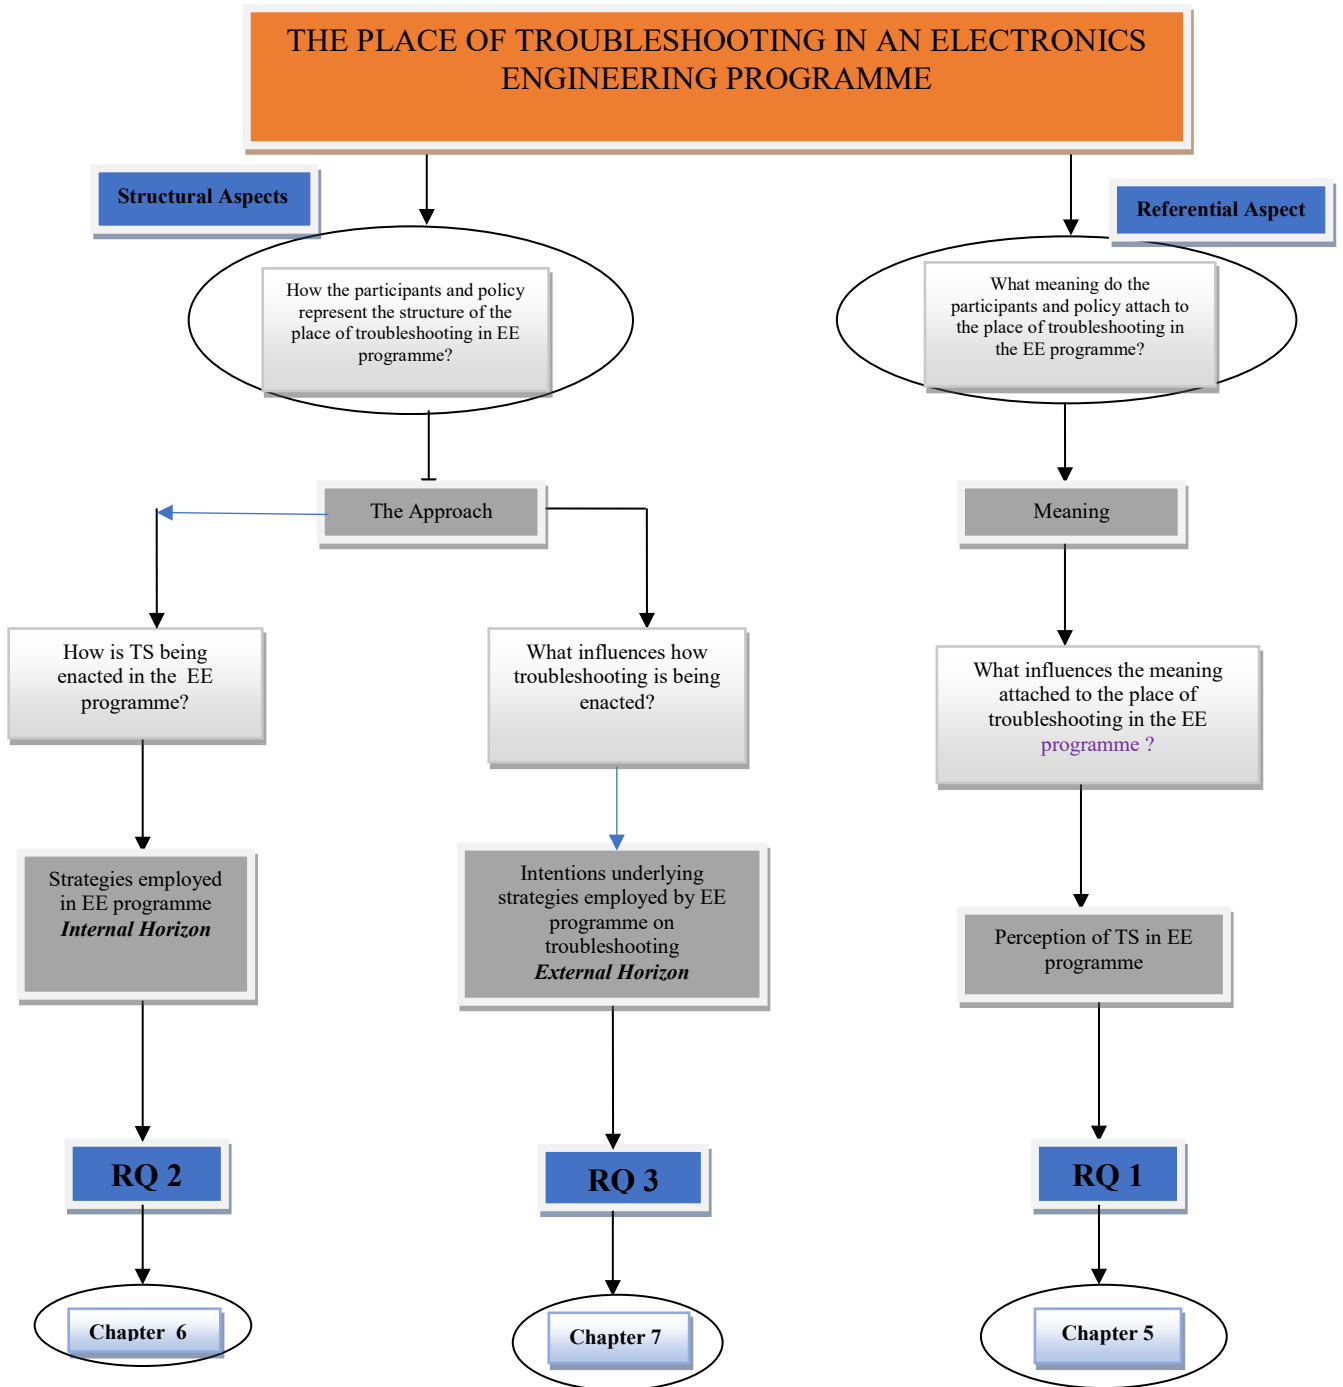 THE PLACE OF TROUBLESHOOTING IN AN ELECTRONICS
ENGINEERING PROGRAMME
Structural Aspects
Referential Aspect
How the participants and policy
represent the structure of the
place of troubleshooting in EE
programme?
What meaning do the
participants and policy attach to
the place of troubleshooting in
the EE programme?
The Approach
Meaning
How is TS being
enacted in the EE
programme?
What influences how
troubleshooting is being
enacted?
What influences the meaning
attached to the place of
troubleshooting in the EE
programme ?
Strategies employed
in EE programme
Internal Horizon
Intentions underlying
strategies employed by EE
programme on
troubleshooting
External Horizon
Perception of TS in EE
programme
RQ 2
RQ 3
RQ 1
Chapter 6
Chapter 7
Chapter 5